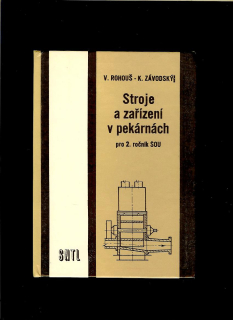 V. ROHOUŠ - K. ZÁVODSKÝ
Stroje
a zařízení
v pekárnách
pro 2. ročník SOU
SNTL